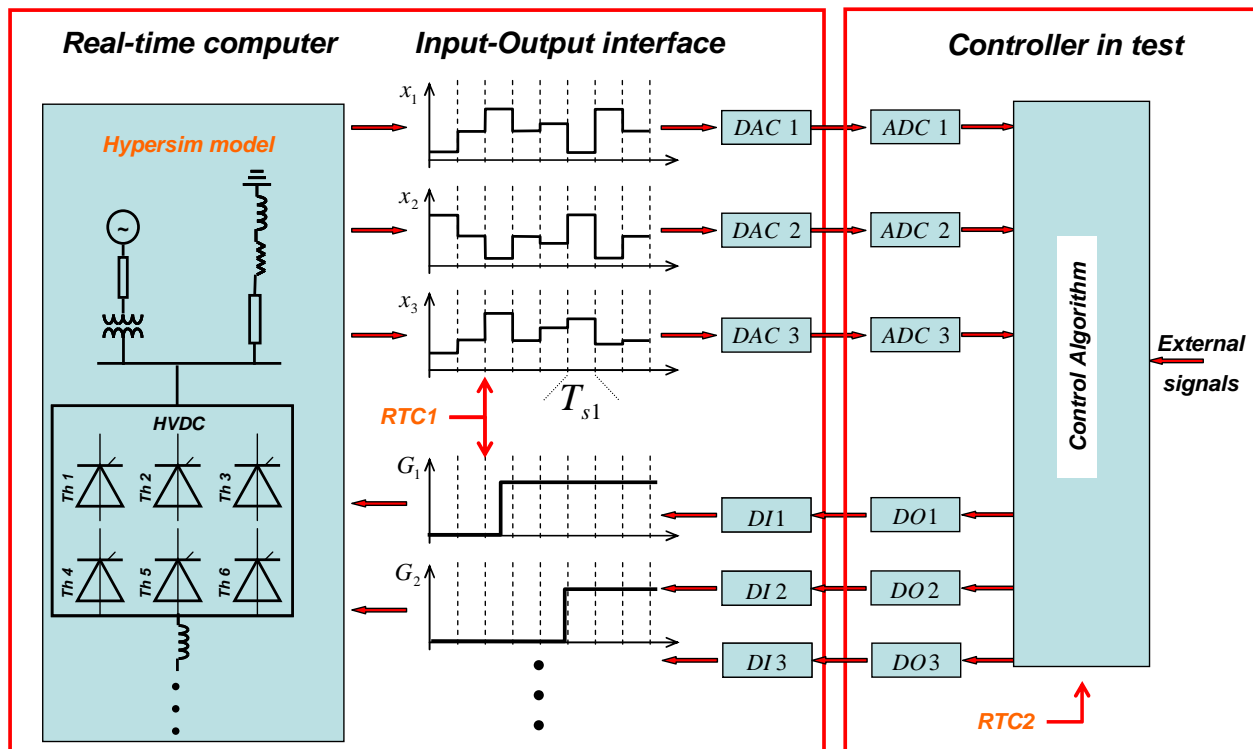 Real-time computer
Input-Output interface
Controller in test
Hypersim model
~
HVDC
Th 1
Th 2
Th 3
Th 4
Th 5
Th 6
x1
x2
x3
Ts1
RTC1
G1
G2
DAC 1
DAC 2
DAC 3
DI1
DI 2
DI 3
ADC 1
ADC 2
ADC 3
DO1
DO2
DO3
Control Algorithm
External
signals
RTC2